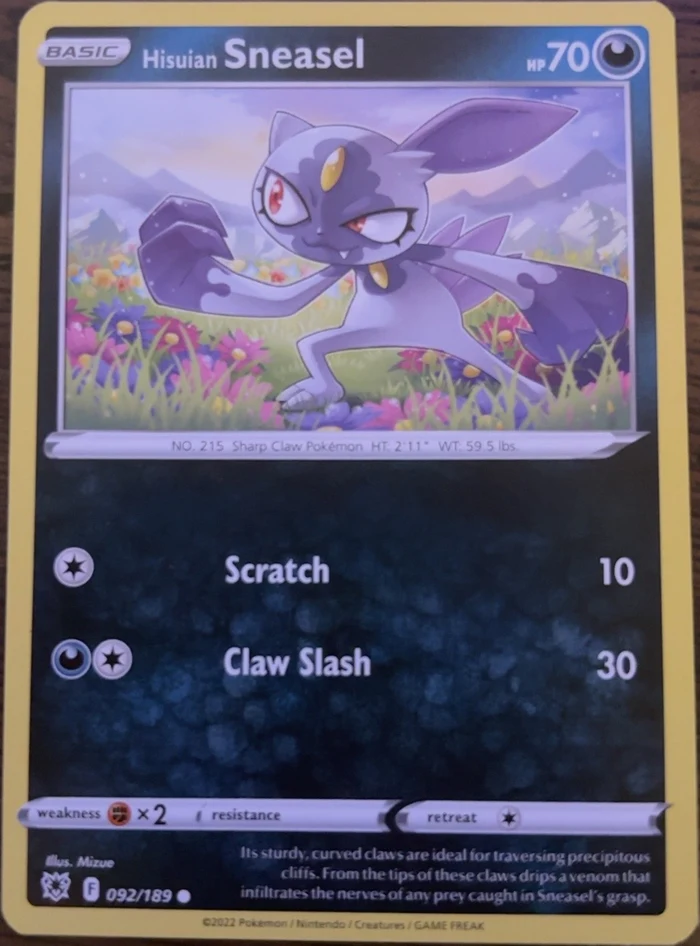 BASIC Hisuian Sneasel HP 70
NO. 215 Sharp Claw Pokémon HT: 2'11" WT: 59.5 lbs.
Scratch 10
Claw Slash 30
weakness ×2 resistance retreat
Illus. Mizue
Its sturdy, curved claws are ideal for traversing precipitous
cliffs. From the tips of these claws drips a venom that
infiltrates the nerves of any prey caught in Sneasel's grasp.
F 092/189
©2022 Pokémon / Nintendo / Creatures / GAME FREAK